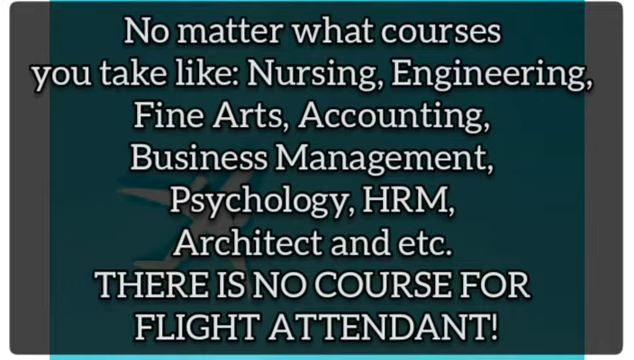 No matter what courses
you take like: Nursing, Engineering,
Fine Arts, Accounting,
Business Management,
Psychology, HRM,
Architect and etc.
THERE IS NO COURSE FOR
FLIGHT ATTENDANT!